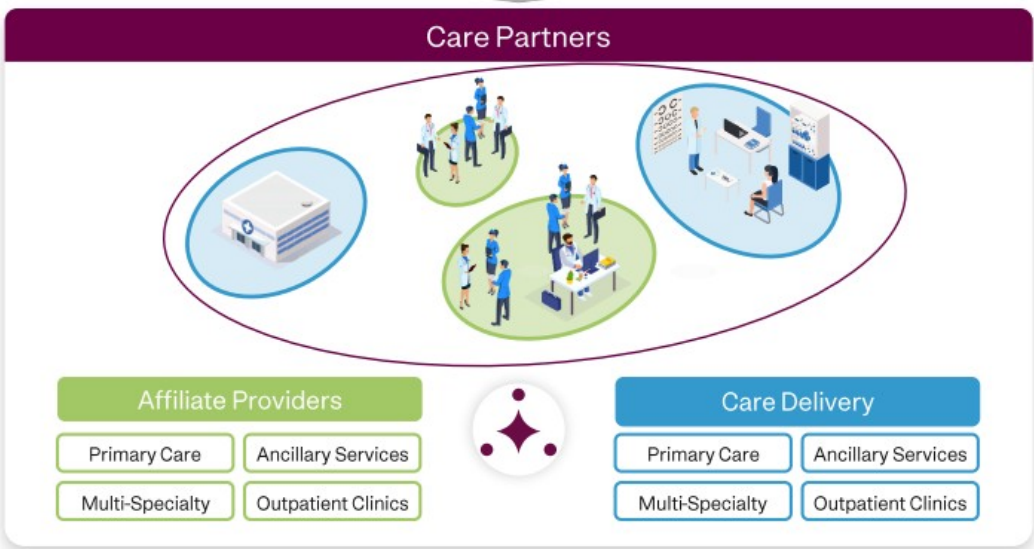 Care Partners
Affiliate Providers
Primary Care
Ancillary Services
Multi-Specialty
Outpatient Clinics
Care Delivery
Primary Care
Ancillary Services
Multi-Specialty
Outpatient Clinics